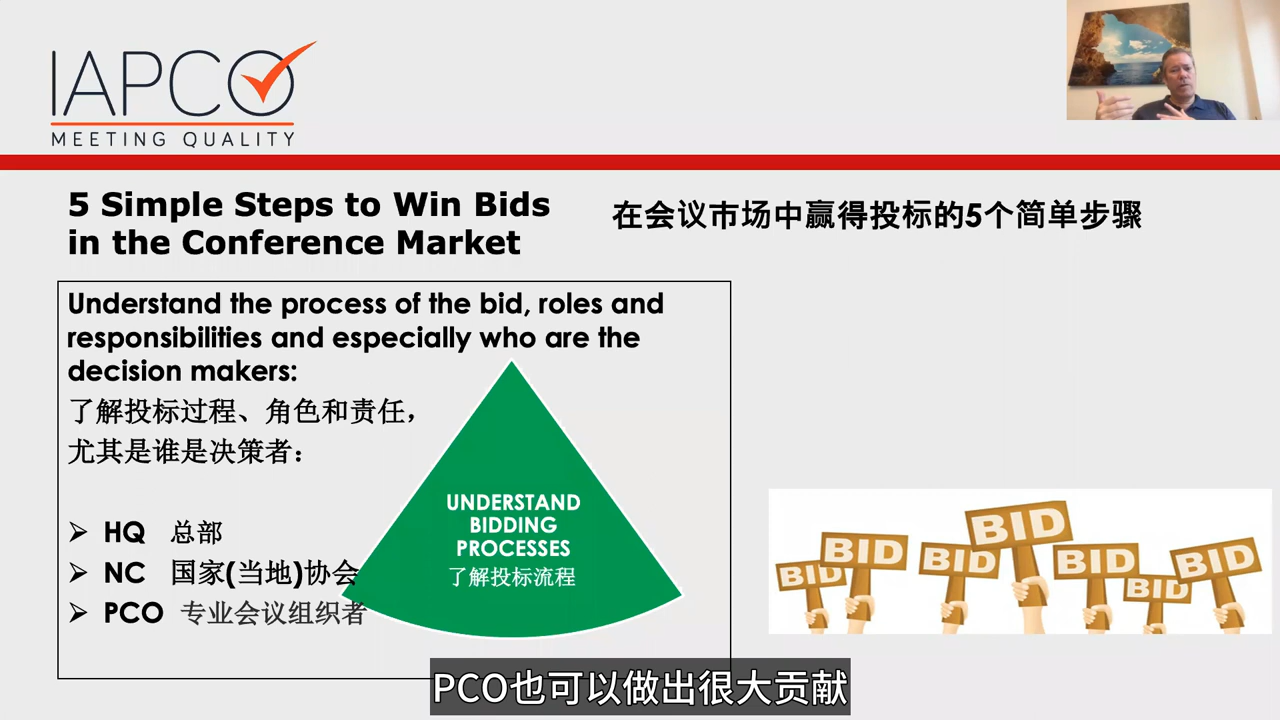 IAPCO
MEETING QUALITY
5 Simple Steps to Win Bids
in the Conference Market
在会议市场中赢得投标的5个简单步骤
Understand the process of the bid, roles and
responsibilities and especially who are the
decision makers:
了解投标过程、角色和责任，
尤其是谁是决策者：
➢ HQ 总部
➢ NC 国家(当地)协会
➢ PCO 专业会议组织者
UNDERSTAND
BIDDING
PROCESSES
了解投标流程
BID
BID
BID
BID
BID
BID
BID
PCO也可以做出很大贡献